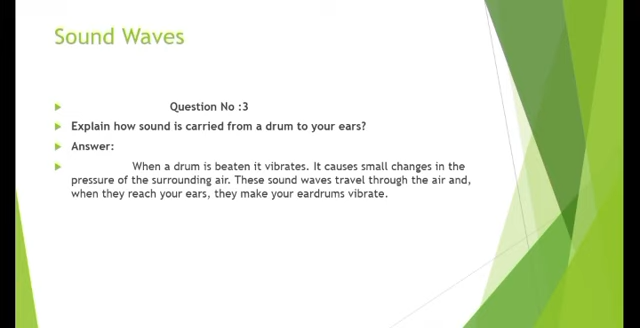 Sound Waves
Question No :3
Explain how sound is carried from a drum to your ears?
Answer:
When a drum is beaten it vibrates. It causes small changes in the
pressure of the surrounding air. These sound waves travel through the air and,
when they reach your ears, they make your eardrums vibrate.